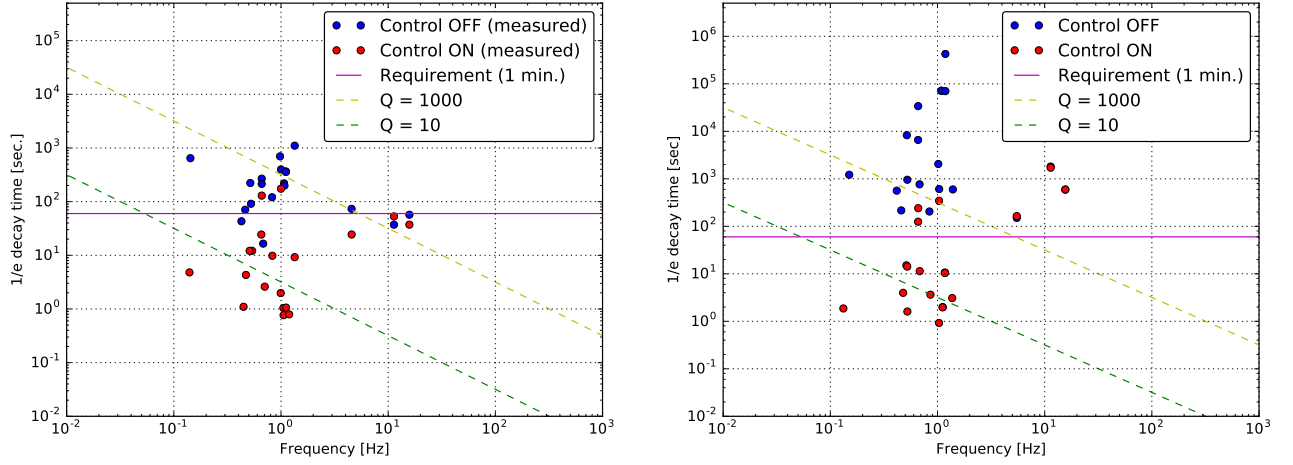 Control OFF (measured)
Control ON (measured)
Requirement (1 min.)
Q = 1000
Q = 10
1/e decay time [sec.]
10^5
10^4
10^3
10^2
10^1
10^0
10^-1
10^-2
10^-2 10^-1 10^0 10^1 10^2 10^3
Frequency [Hz]
Control OFF
Control ON
Requirement (1 min.)
Q = 1000
Q = 10
1/e decay time [sec]
10^6
10^5
10^4
10^3
10^2
10^1
10^0
10^-1
10^-2
10^-2 10^-1 10^0 10^1 10^2 10^3
Frequency [Hz]